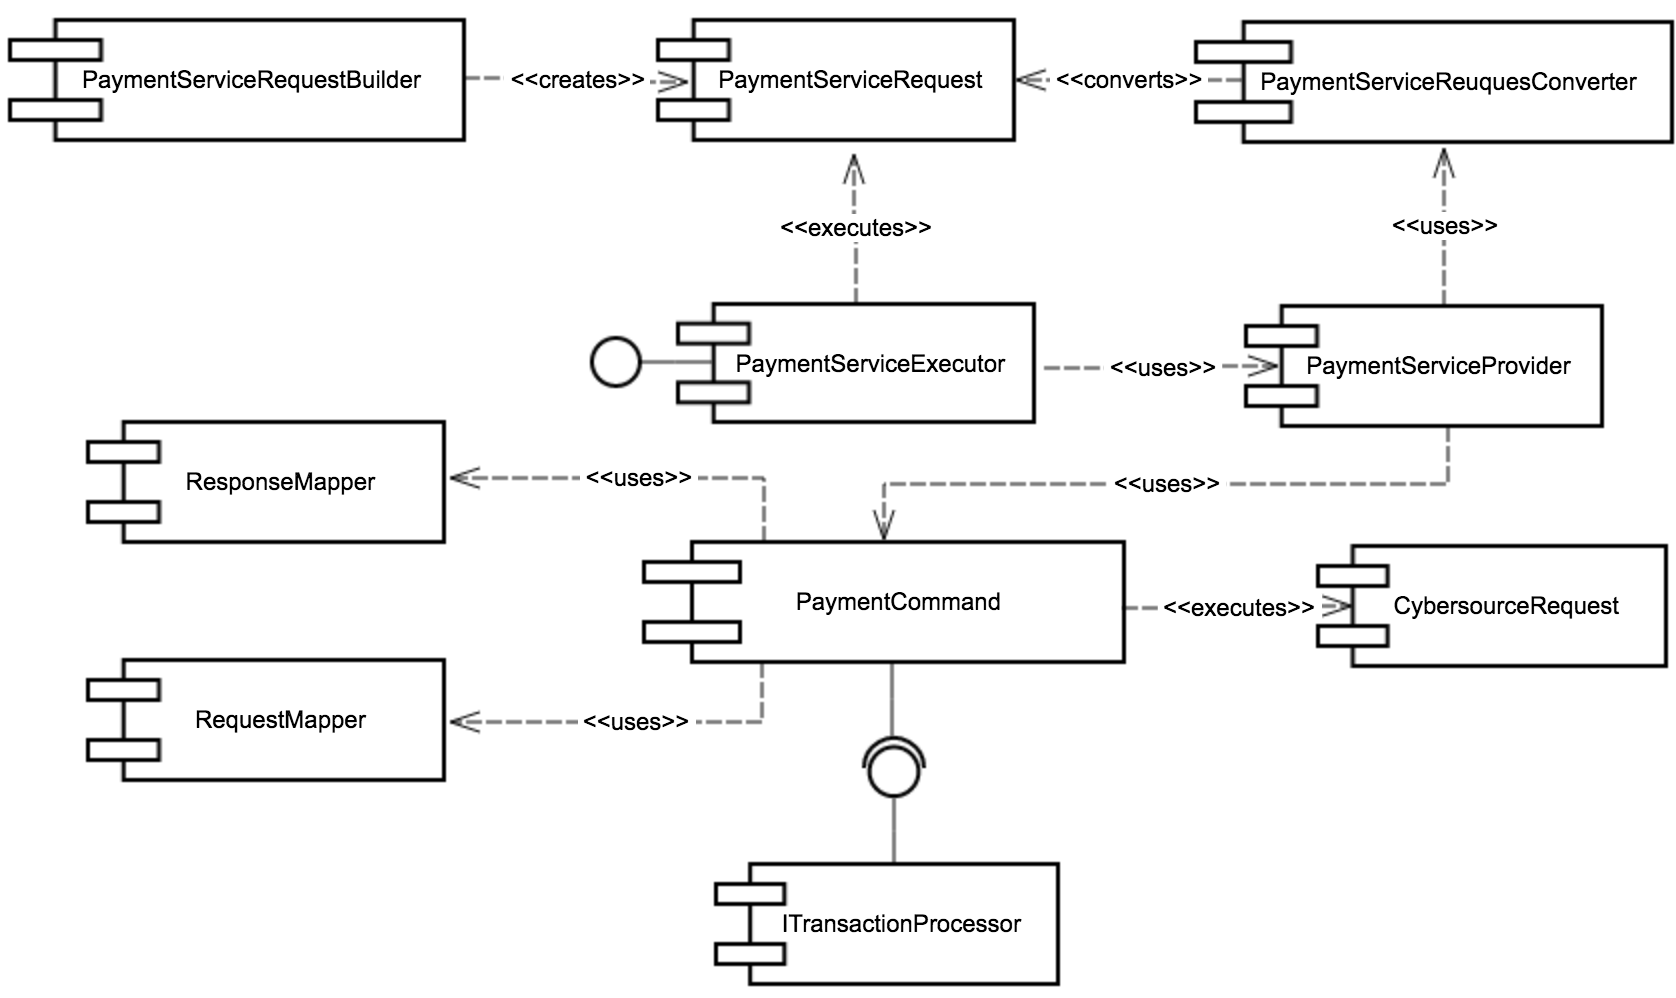 PaymentServiceRequestBuilder
<<creates>>
PaymentServiceRequest
<<converts>>
PaymentServiceReuquesConverter
<<executes>>
<<uses>>
PaymentServiceExecutor
<<uses>>
PaymentServiceProvider
ResponseMapper
<<uses>>
<<uses>>
PaymentCommand
<<executes>>
CybersourceRequest
RequestMapper
<<uses>>
ITransactionProcessor